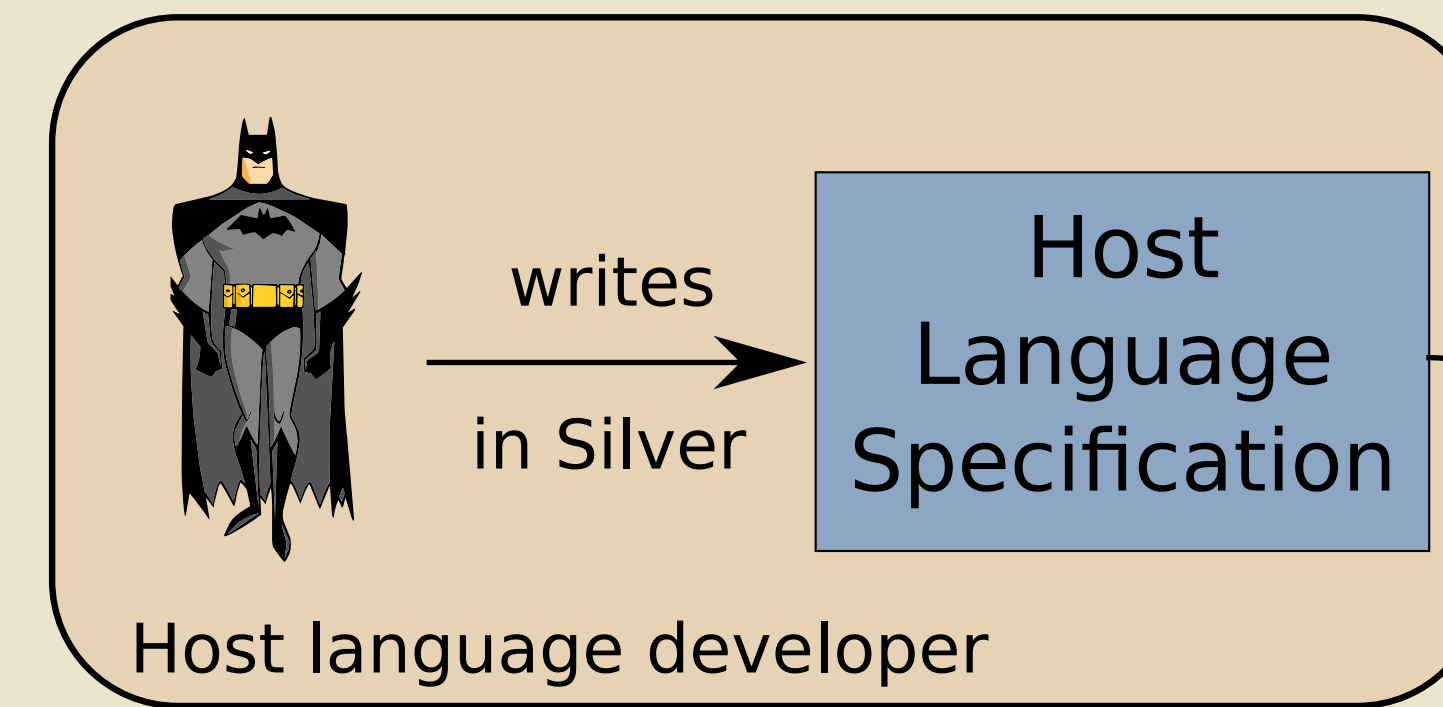 writes
in Silver
Host
Language
Specification
Host language developer